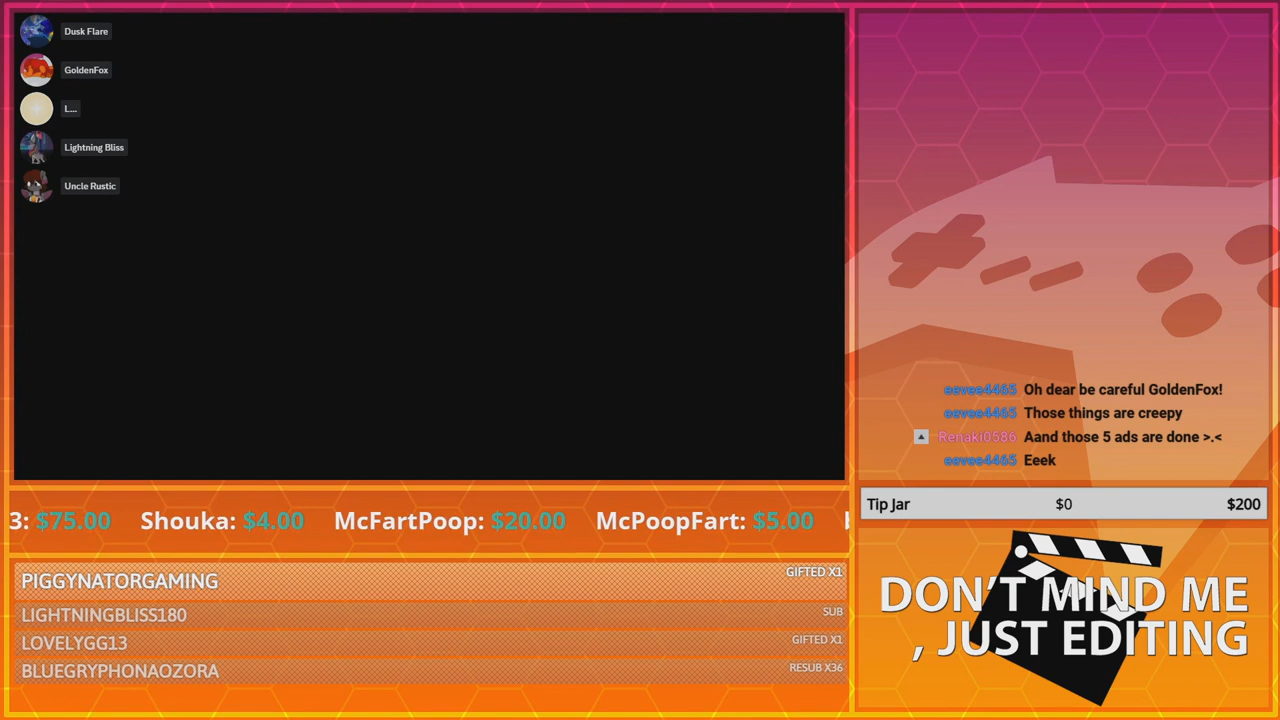 Dusk Flare
GoldenFox
L...
Lightning Bliss
Uncle Rustic
eevee4465 Oh dear be careful GoldenFox!
eevee4465 Those things are creepy
Renaki0586 Aand those 5 ads are done >.<
eevee4465 Eeek
Tip Jar $0 $200
3: $75.00 Shouka: $4.00 McFartPoop: $20.00 McPoopFart: $5.00
PIGGYNATORGAMING GIFTED X1
LIGHTNINGBLISS180 SUB
LOVELYGG13 GIFTED X1
BLUEGRYPHONAOZORA RESUB X36
DON'T MIND ME
, JUST EDITING